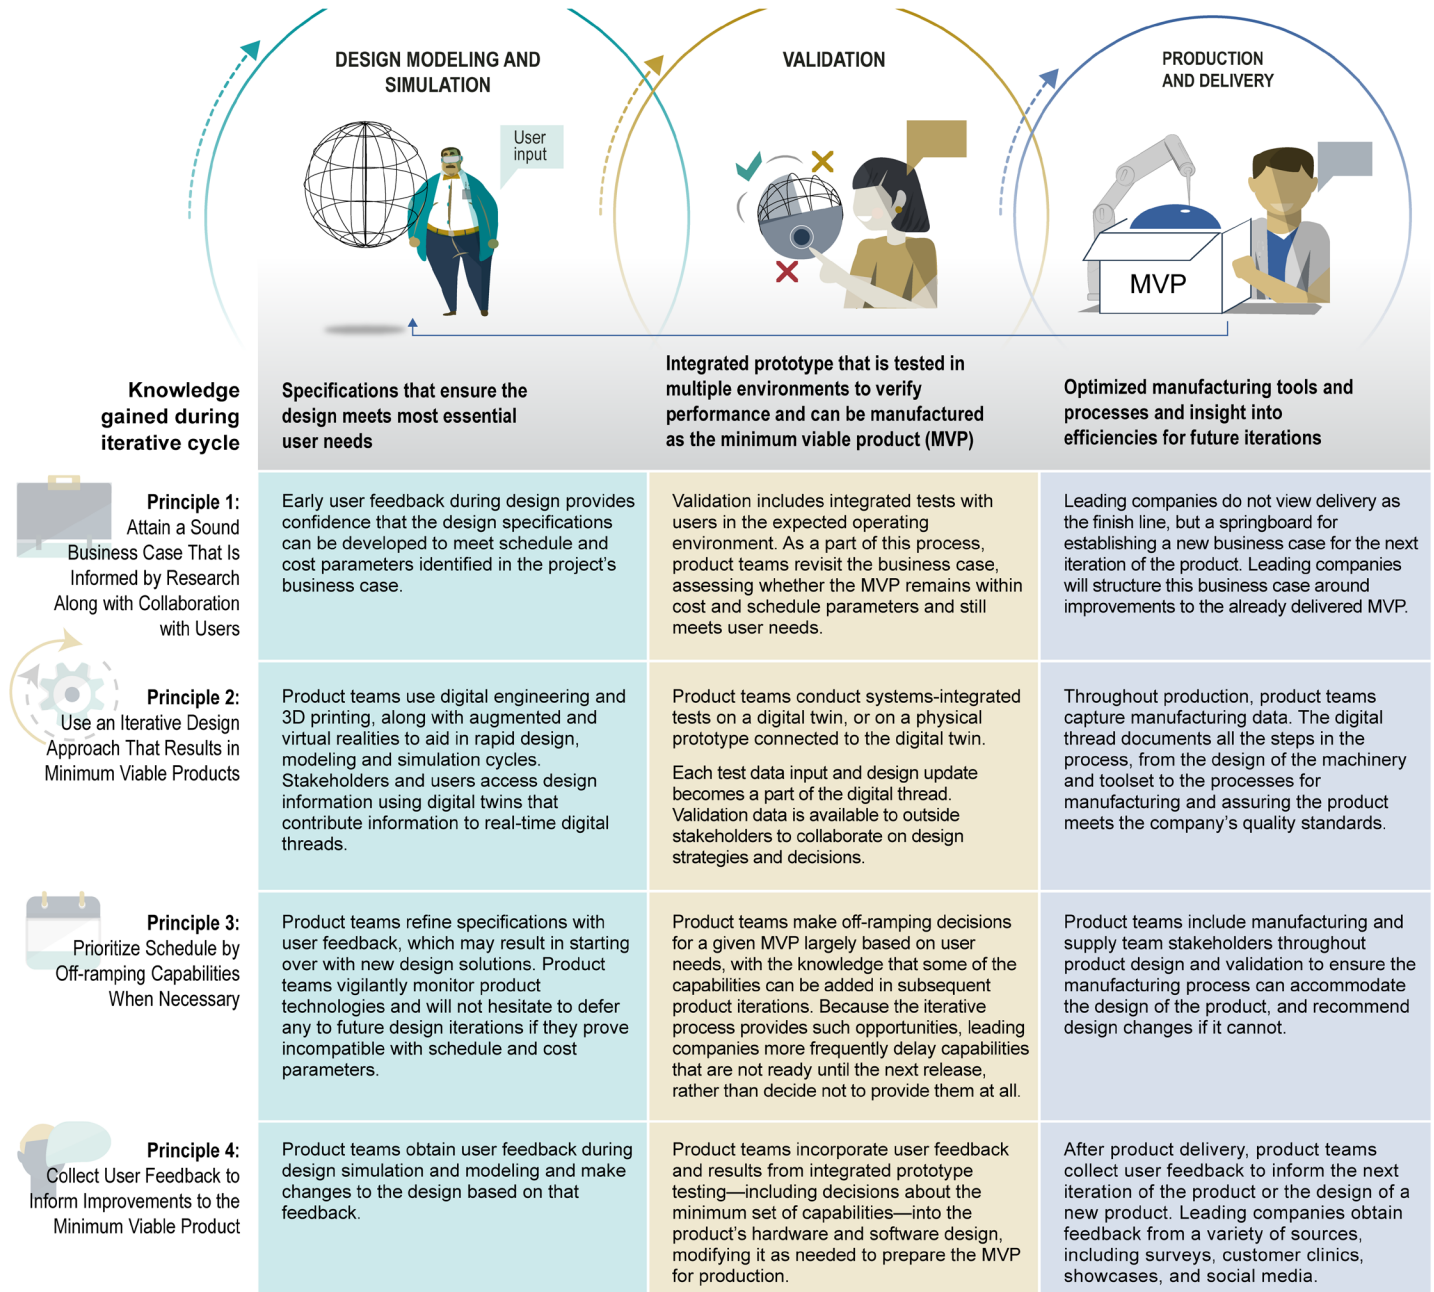 DESIGN MODELING AND
SIMULATION
VALIDATION
PRODUCTION
AND DELIVERY
User
input
MVP
Knowledge
gained during
iterative cycle
Specifications that ensure the
design meets most essential
user needs
Integrated prototype that is tested in
multiple environments to verify
performance and can be manufactured
as the minimum viable product (MVP)
Optimized manufacturing tools and
processes and insight into
efficiencies for future iterations
Principle 1:
Attain a Sound
Business Case That Is
Informed by Research
Along with Collaboration
with Users
Early user feedback during design provides
confidence that the design specifications
can be developed to meet schedule and
cost parameters identified in the project's
business case.
Validation includes integrated tests with
users in the expected operating
environment. As a part of this process,
product teams revisit the business case,
assessing whether the MVP remains within
cost and schedule parameters and still
meets user needs.
Leading companies do not view delivery as
the finish line, but a springboard for
establishing a new business case for the next
iteration of the product. Leading companies
will structure this business case around
improvements to the already delivered MVP.
Principle 2:
Use an Iterative Design
Approach That Results in
Minimum Viable Products
Product teams use digital engineering and
3D printing, along with augmented and
virtual realities to aid in rapid design,
modeling and simulation cycles.
Stakeholders and users access design
information using digital twins that
contribute information to real-time digital
threads.
Product teams conduct systems-integrated
tests on a digital twin, or on a physical
prototype connected to the digital twin.
Each test data input and design update
becomes a part of the digital thread.
Validation data is available to outside
stakeholders to collaborate on design
strategies and decisions.
Throughout production, product teams
capture manufacturing data. The digital
thread documents all the steps in the
process, from the design of the machinery
and toolset to the processes for
manufacturing and assuring the product
meets the company's quality standards.
Principle 3:
Prioritize Schedule by
Off-ramping Capabilities
When Necessary
Product teams refine specifications with
user feedback, which may result in starting
over with new design solutions. Product
teams vigilantly monitor product
technologies and will not hesitate to defer
any to future design iterations if they prove
incompatible with schedule and cost
parameters.
Product teams make off-ramping decisions
for a given MVP largely based on user
needs, with the knowledge that some of the
capabilities can be added in subsequent
product iterations. Because the iterative
process provides such opportunities, leading
companies more frequently delay capabilities
that are not ready until the next release,
rather than decide not to provide them at all.
Product teams include manufacturing and
supply team stakeholders throughout
product design and validation to ensure the
manufacturing process can accommodate
the design of the product, and recommend
design changes if it cannot.
Principle 4:
Collect User Feedback to
Inform Improvements to the
Minimum Viable Product
Product teams obtain user feedback during
design simulation and modeling and make
changes to the design based on that
feedback.
Product teams incorporate user feedback
and results from integrated prototype
testing—including decisions about the
minimum set of capabilities—into the
product's hardware and software design,
modifying it as needed to prepare the MVP
for production.
After product delivery, product teams
collect user feedback to inform the next
iteration of the product or the design of a
new product. Leading companies obtain
feedback from a variety of sources,
including surveys, customer clinics,
showcases, and social media.